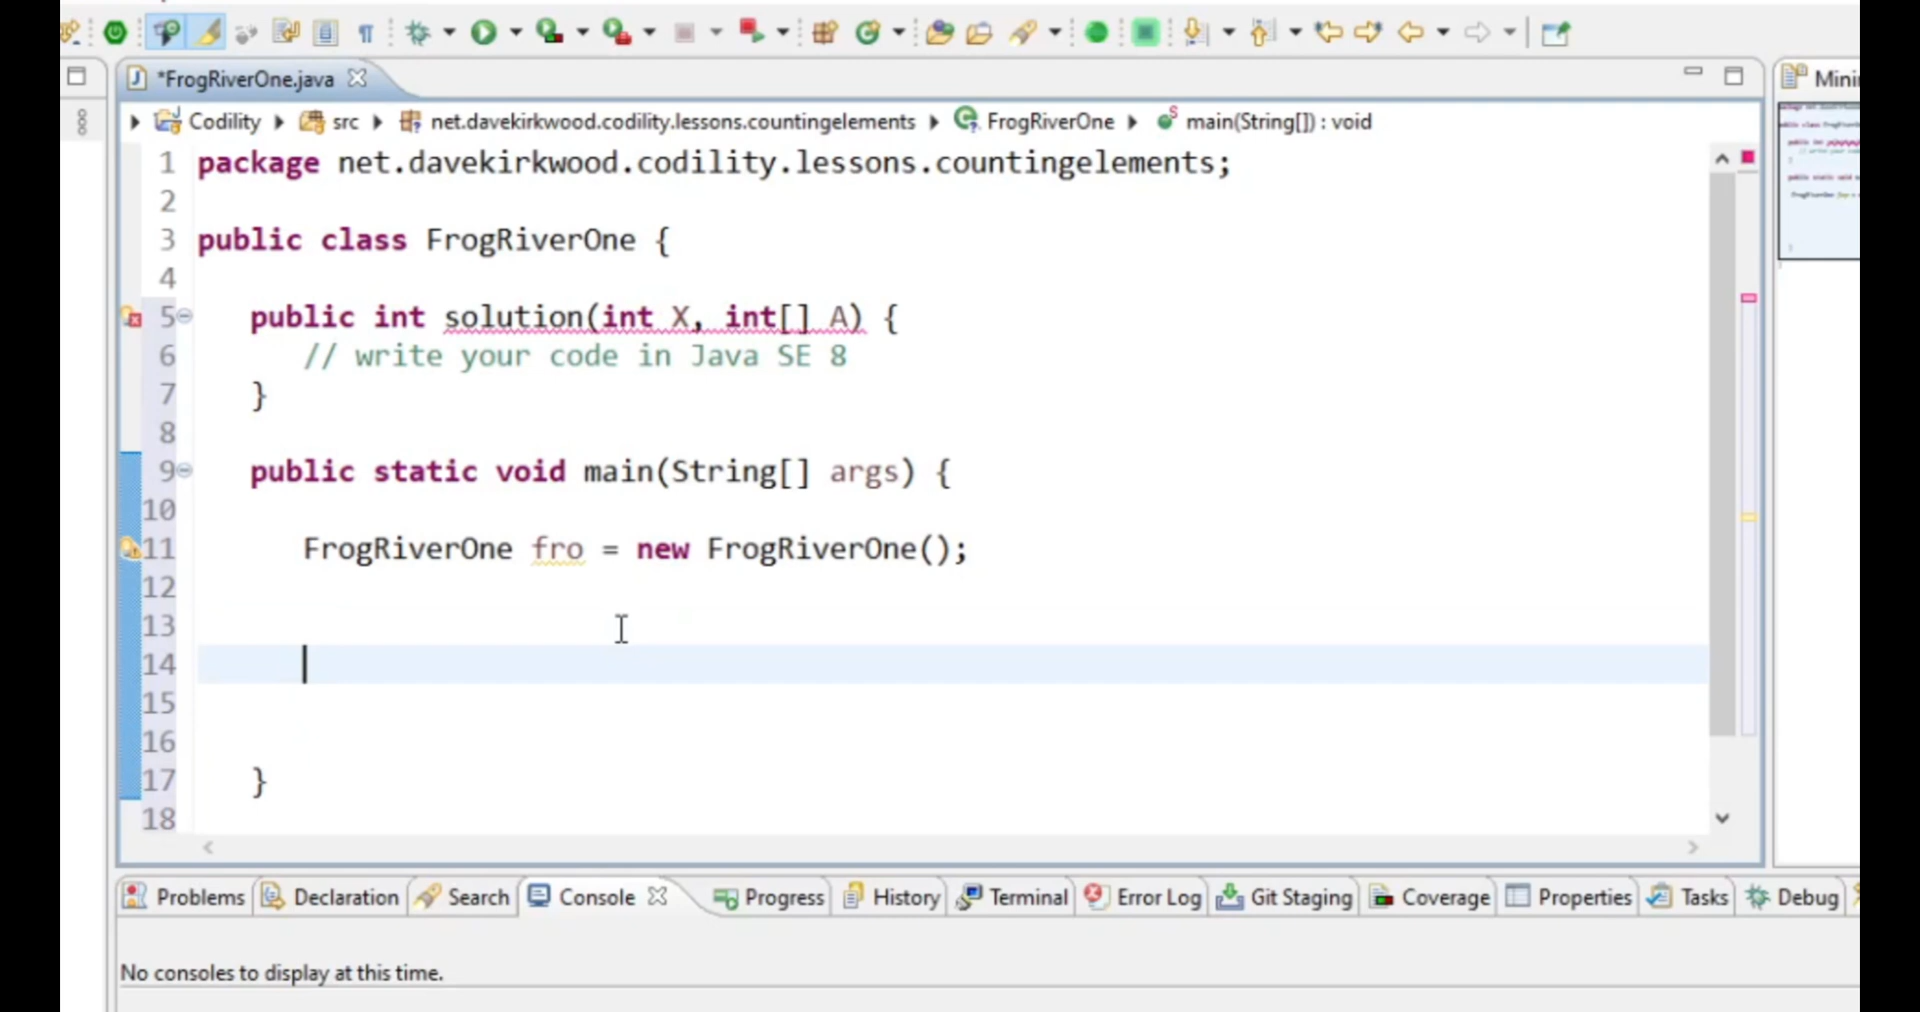 *FrogRiverOne.java
Mini
Codility src net.davekirkwood.codility.lessons.countingelements FrogRiverOne main(String[]) : void
1 package net.davekirkwood.codility.lessons.countingelements;
2
3 public class FrogRiverOne {
4
5 public int solution(int X, int[] A) {
6 // write your code in Java SE 8
7 }
8
9 public static void main(String[] args) {
10
11 FrogRiverOne fro = new FrogRiverOne();
12
13
14
15
16
17 }
18
Problems Declaration Search Console Progress History Terminal Error Log Git Staging Coverage Properties Tasks Debug
No consoles to display at this time.